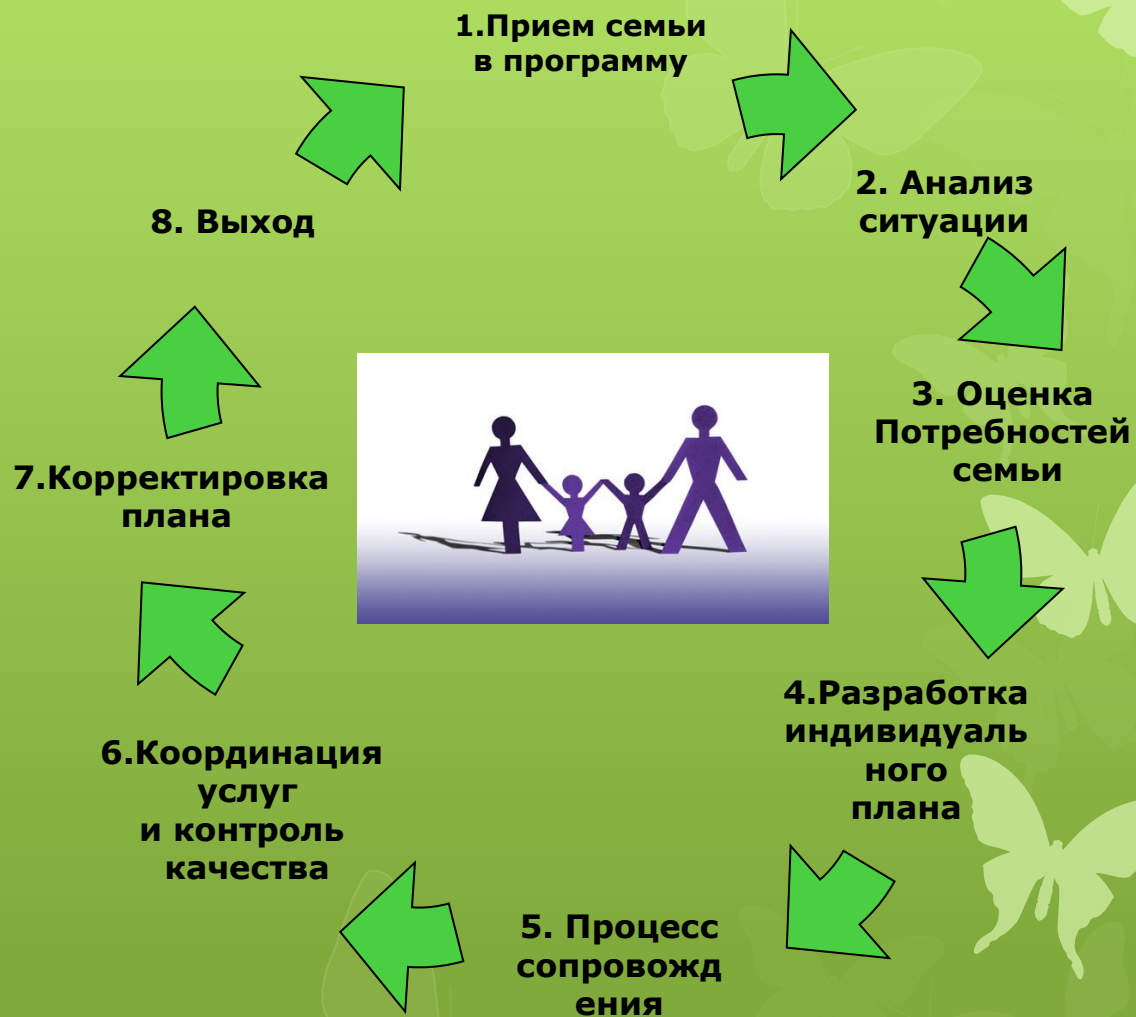 1.Прием семьи
в программу
2. Анализ
ситуации
3. Оценка
Потребностей
семьи
4.Разработка
индивидуаль
ного
плана
5. Процесс
сопровожд
ения
6.Координация
услуг
и контроль
качества
7.Корректировка
плана
8. Выход